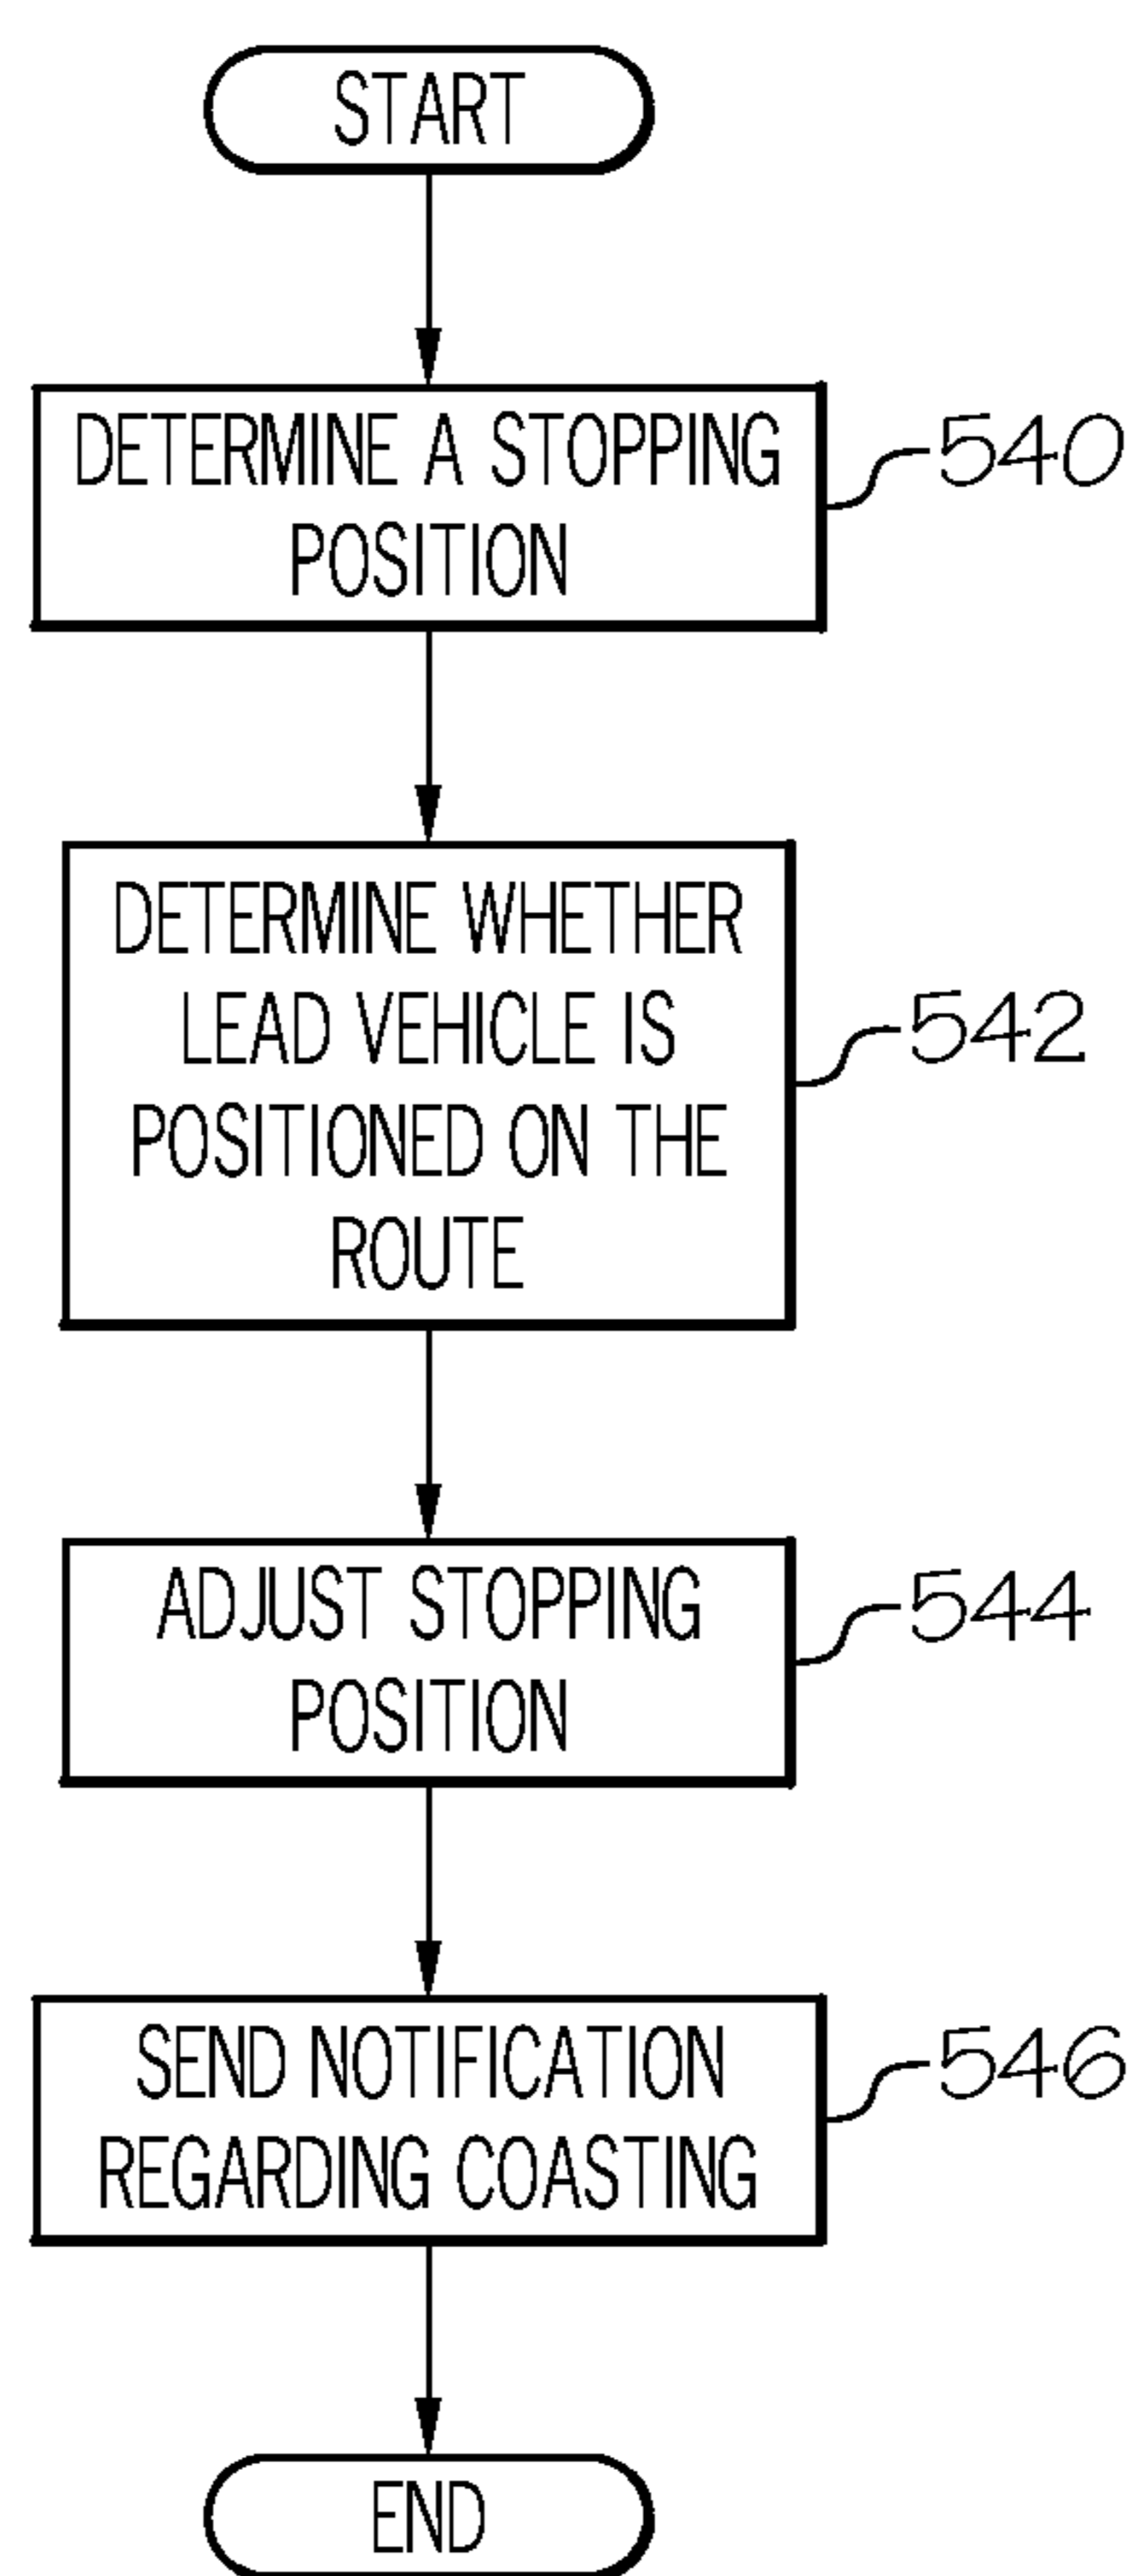 START
DETERMINE A STOPPING
POSITION
540
DETERMINE WHETHER
LEAD VEHICLE IS
POSITIONED ON THE
ROUTE
542
ADJUST STOPPING
POSITION
544
SEND NOTIFICATION
REGARDING COASTING
546
END